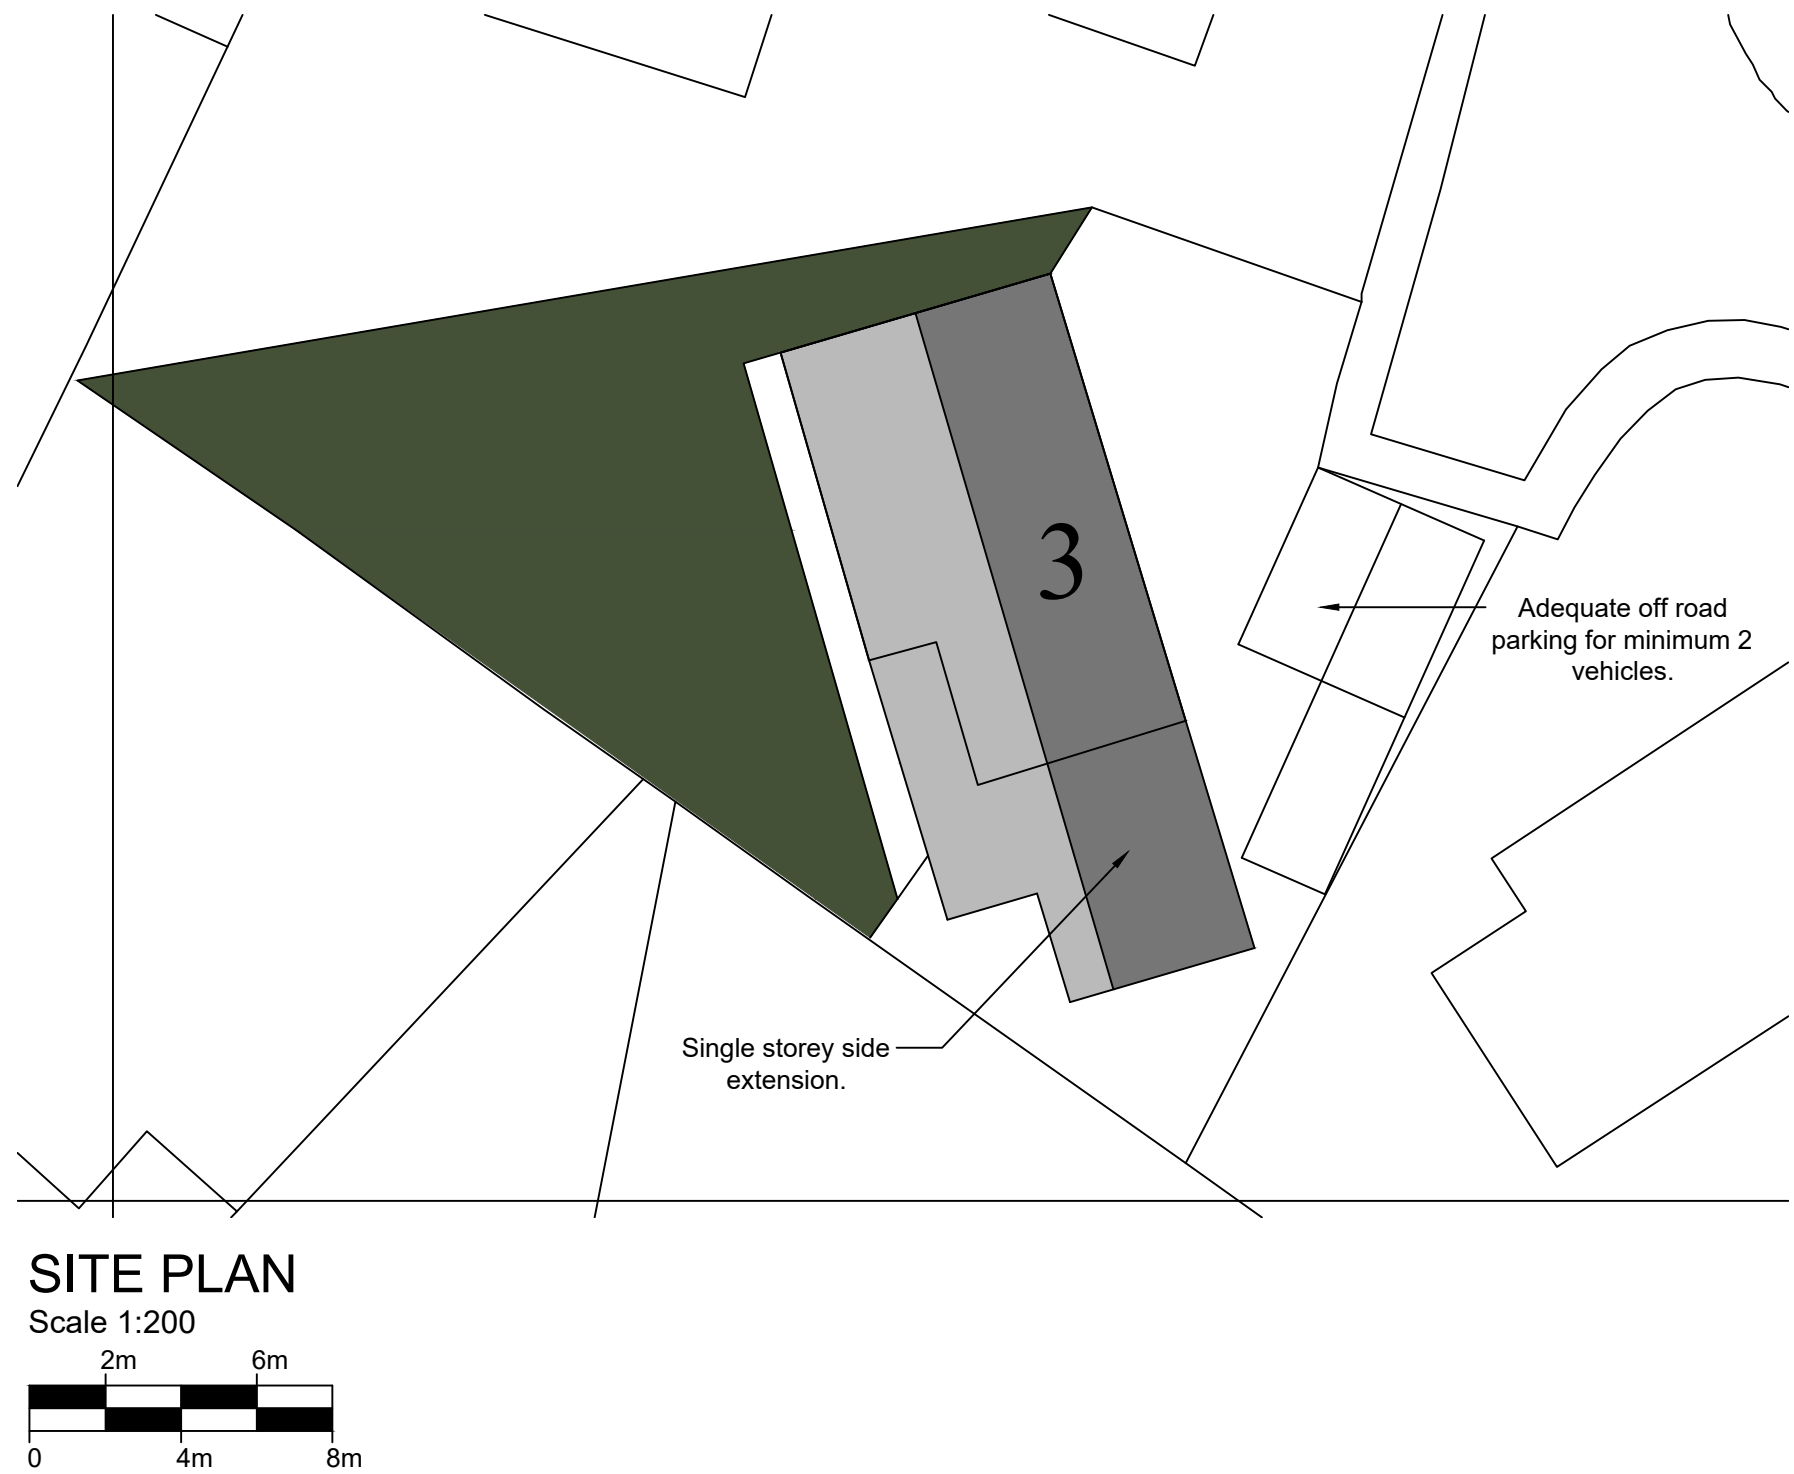 3
Adequate off road
parking for minimum 2
vehicles.
Single storey side
extension.
SITE PLAN
Scale 1:200
2m 6m
0 4m 8m